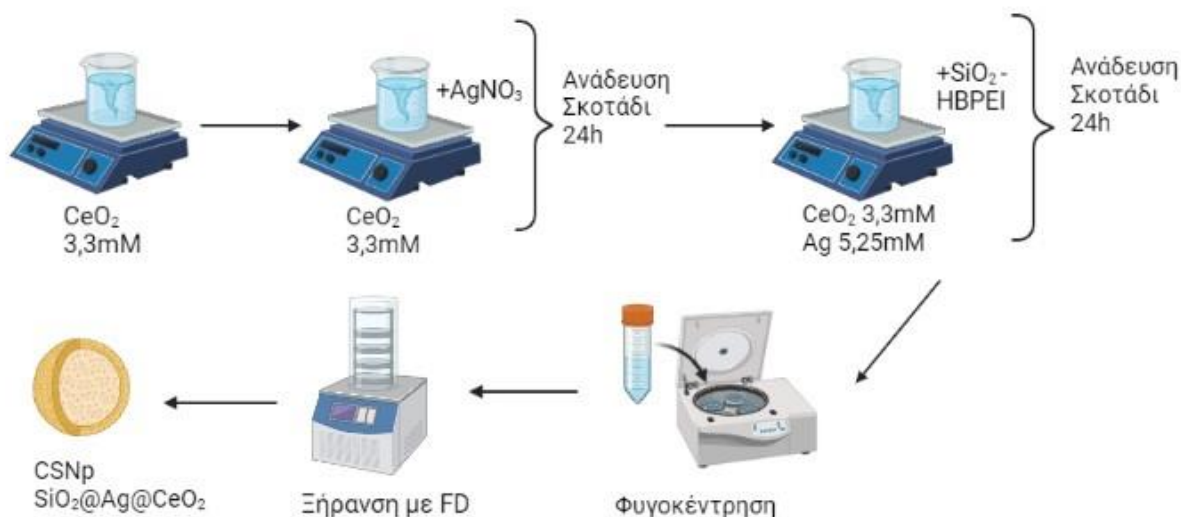 CeO₂
3,3mM
+AgNO₃
CeO₂
3,3mM
Ανάδευση
Σκοτάδι
24h
+SiO₂-
HBPEI
CeO₂ 3,3mM
Ag 5,25mM
Ανάδευση
Σκοτάδι
24h
Φυγοκέντρηση
Ξήρανση με FD
CSNp
SiO₂@Ag@CeO₂